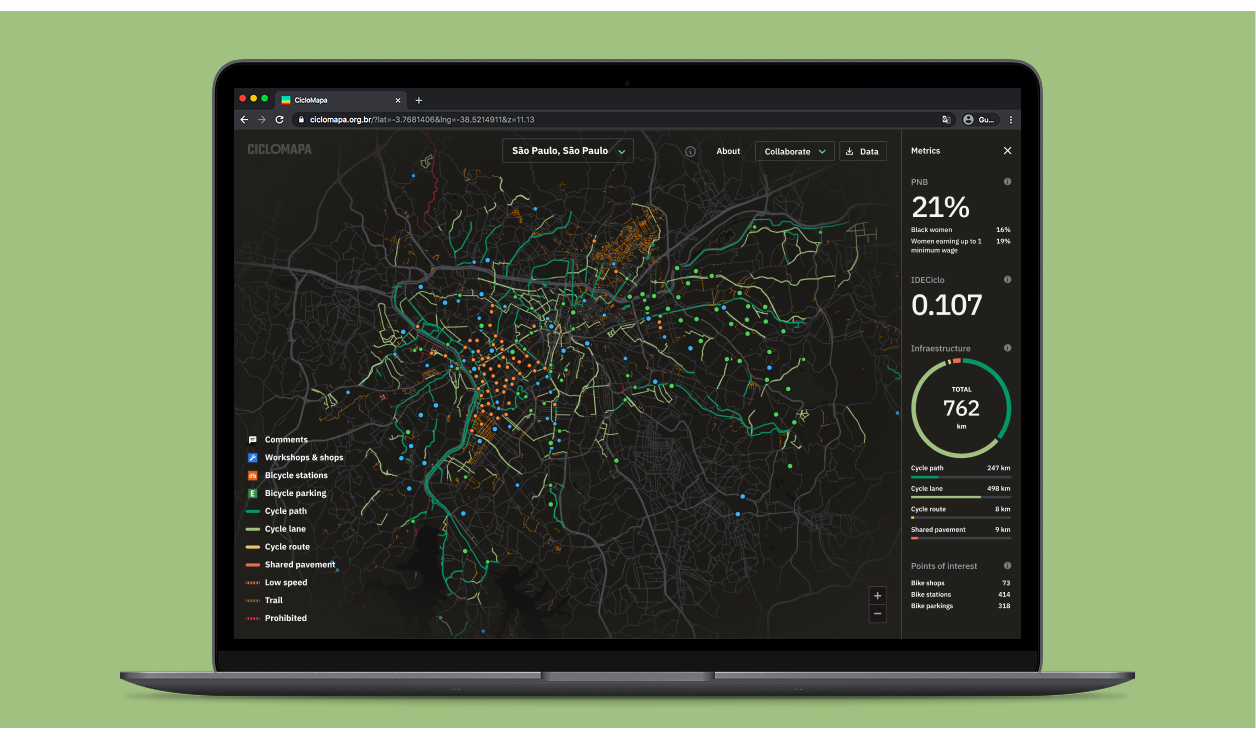 CicloMapa
ciclomapa.org.br/?lat=-3.7681406&lng=-38.5214911&z=11.13
Gu...
CICLOMAPA
São Paulo, São Paulo
About
Collaborate
Data
Metrics
PNB
21%
Black women 16%
Women earning up to 1 19%
minimum wage
IDECiclo
0.107
Infraestructure
TOTAL
762
km
Cycle path 247 km
Cycle lane 498 km
Cycle route 8 km
Shared pavement 9 km
Points of interest
Bike shops 73
Bike stations 414
Bike parkings 318
Comments
Workshops & shops
Bicycle stations
E Bicycle parking
Cycle path
Cycle lane
Cycle route
Shared pavement
Low speed
Trail
Prohibited
+
−